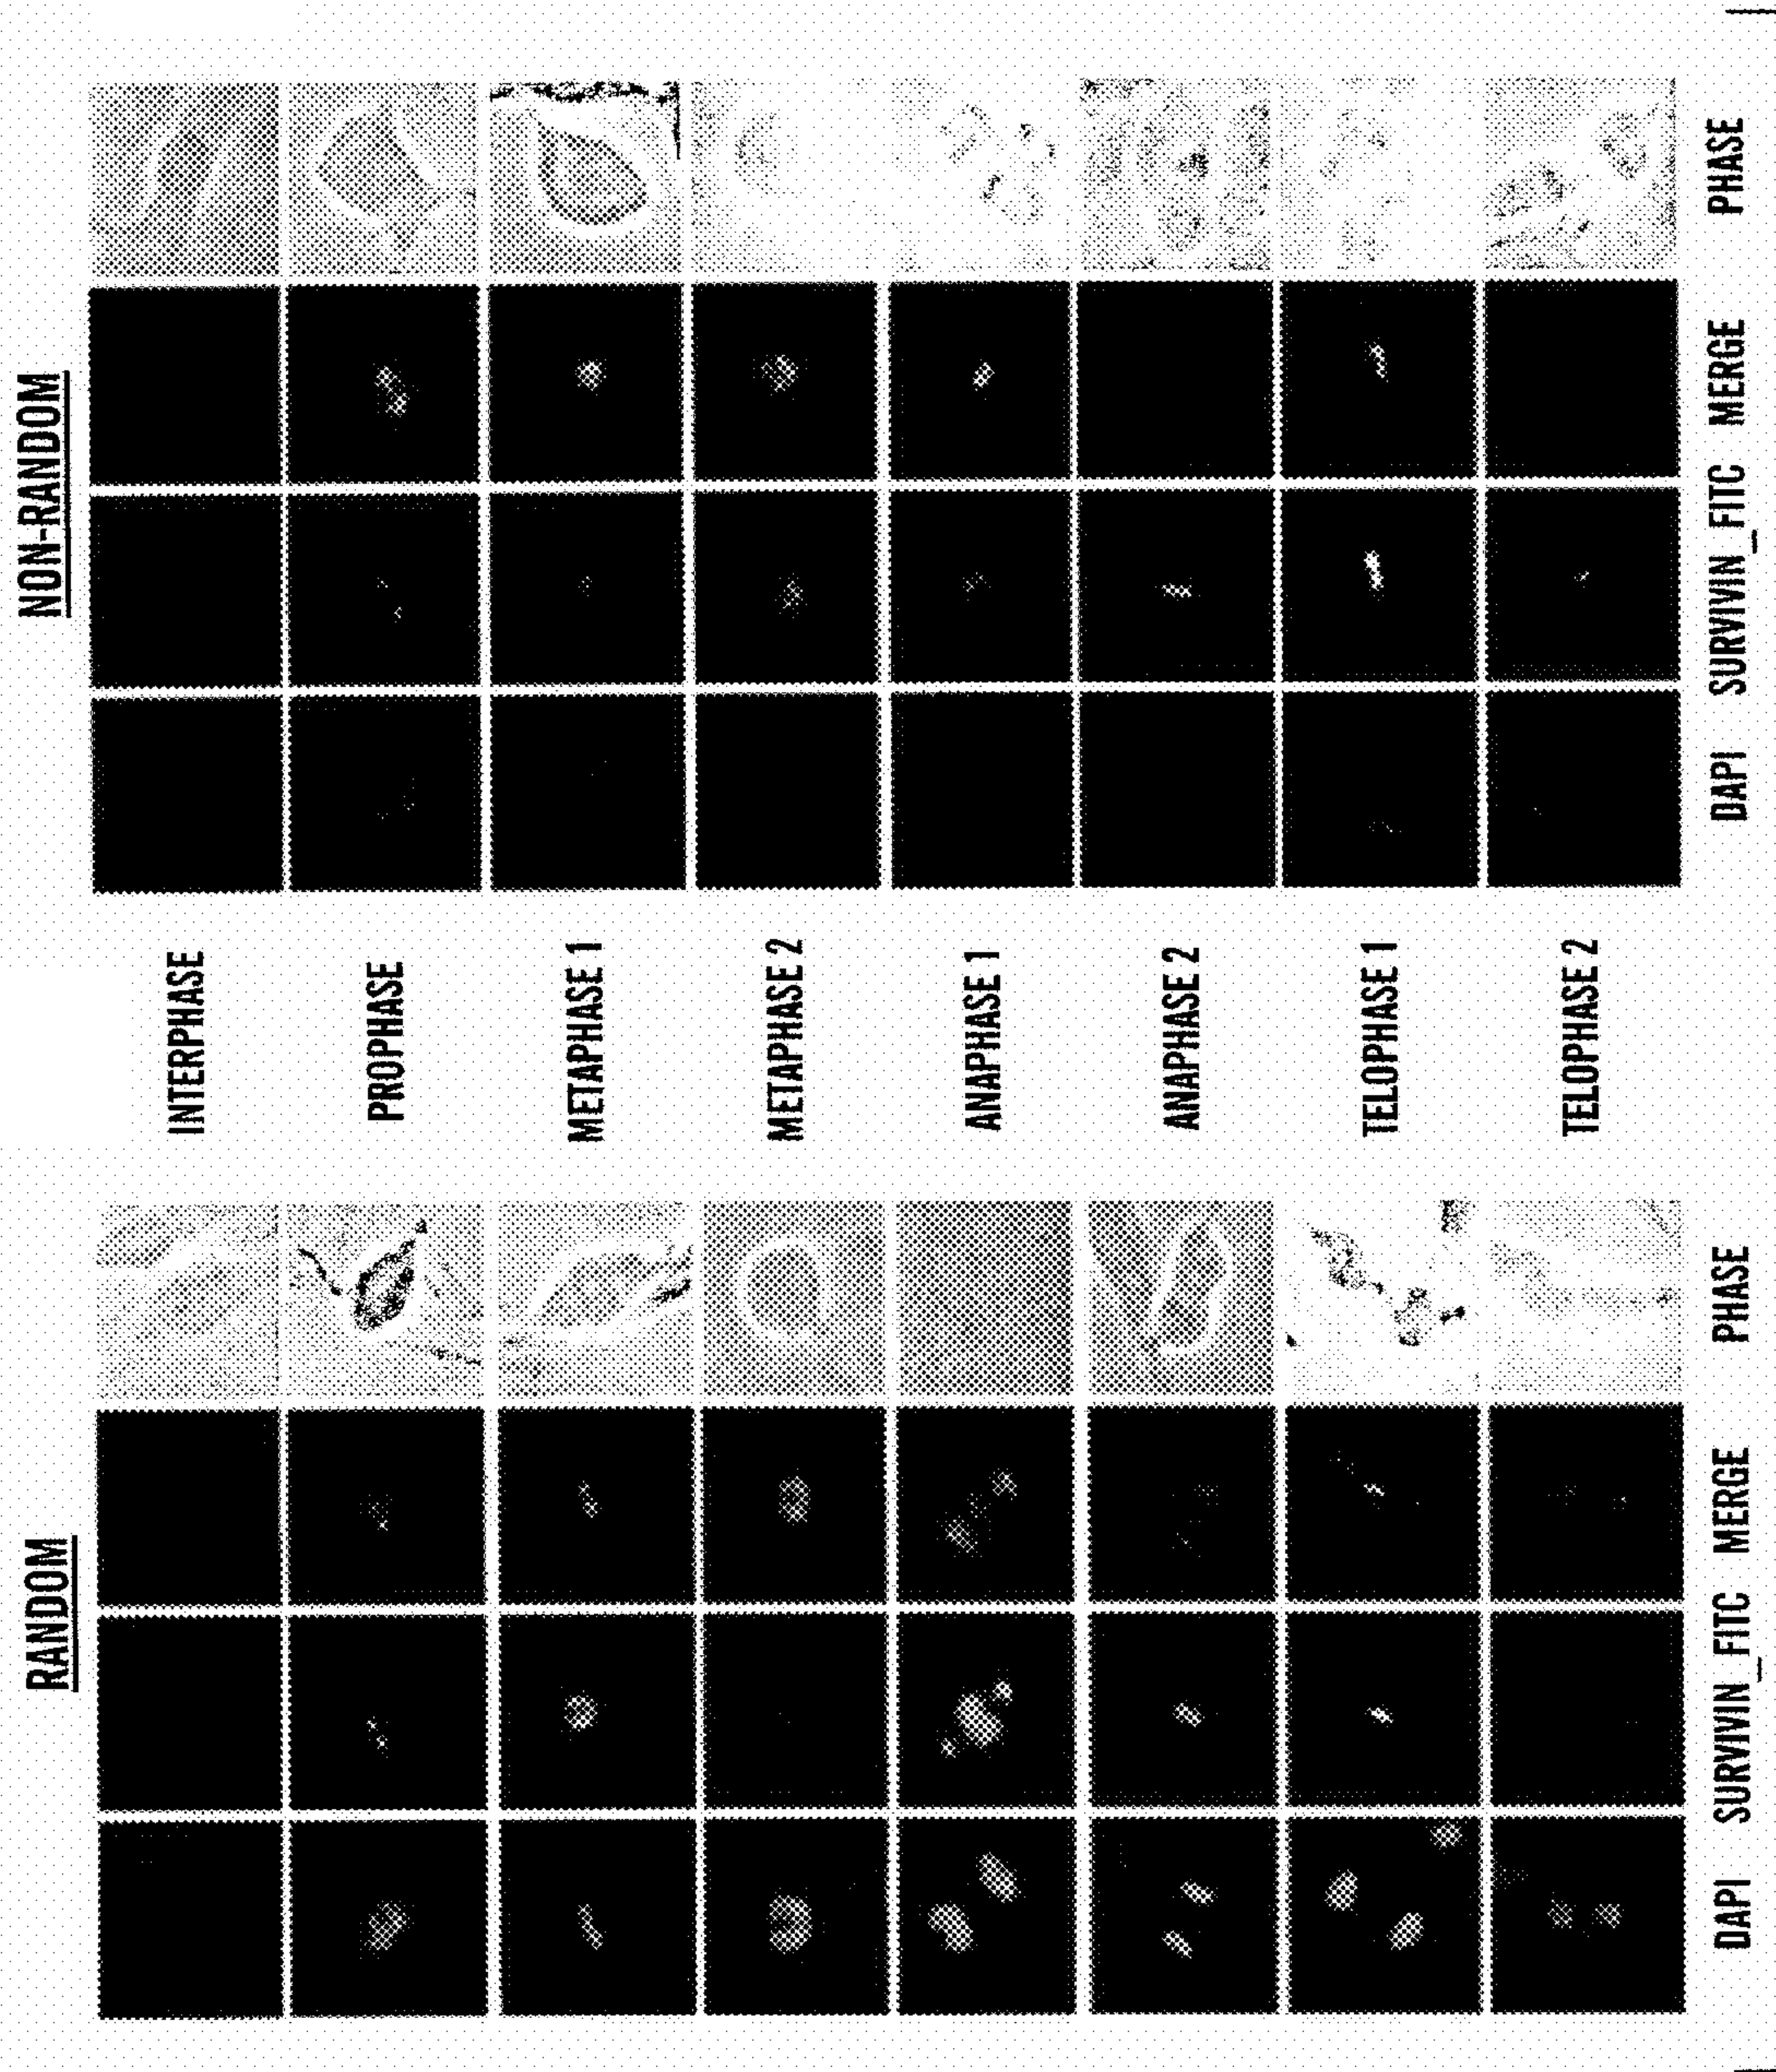 RANDOM
NON-RANDOM
INTERPHASE
PROPHASE
METAPHASE 1
METAPHASE 2
ANAPHASE 1
ANAPHASE 2
TELOPHASE 1
TELOPHASE 2
DAPI SURVIVIN_FITC MERGE PHASE
DAPI SURVIVIN_FITC MERGE PHASE